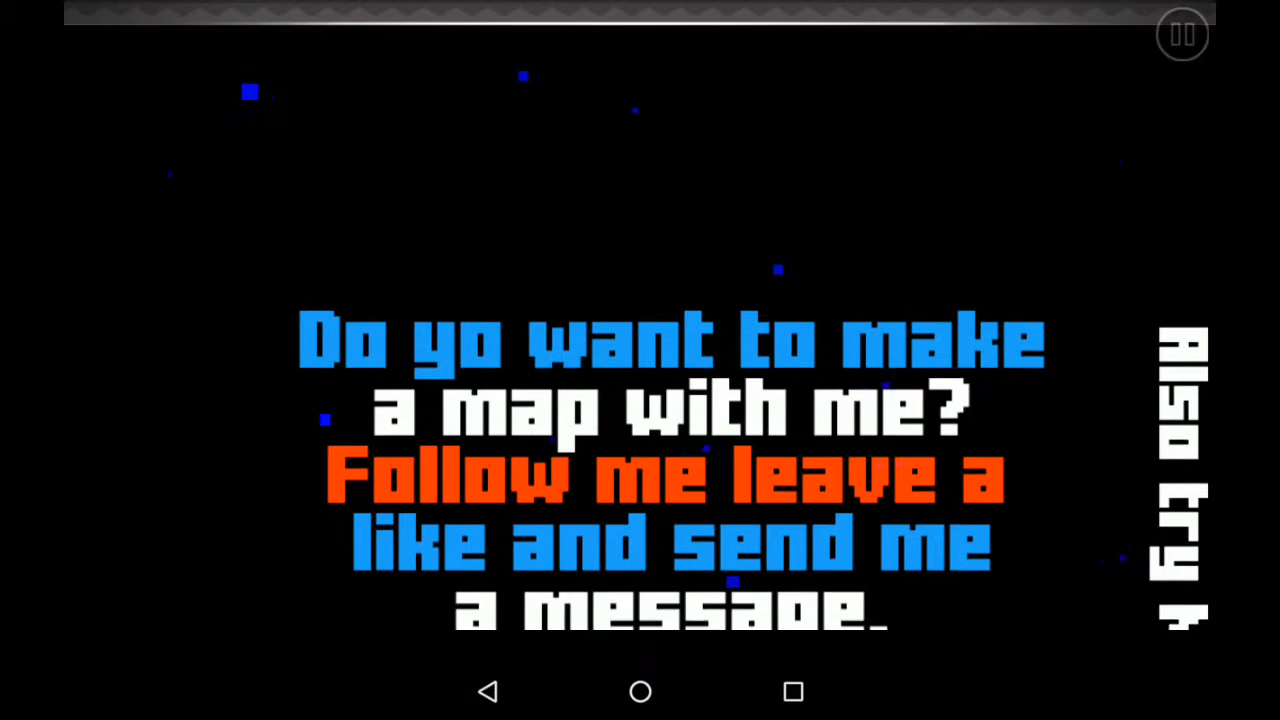 Do yo want to make
a map with me?
Follow me leave a
like and send me
a message.
Also try